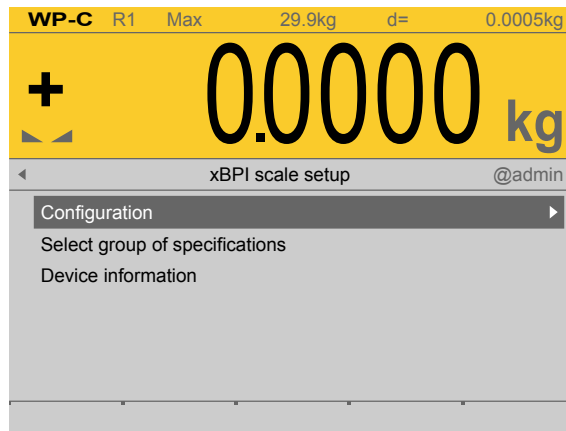 WP-C R1 Max 29.9kg d= 0.0005kg
+ 0.0000 kg
xBPI scale setup @admin
Configuration
Select group of specifications
Device information